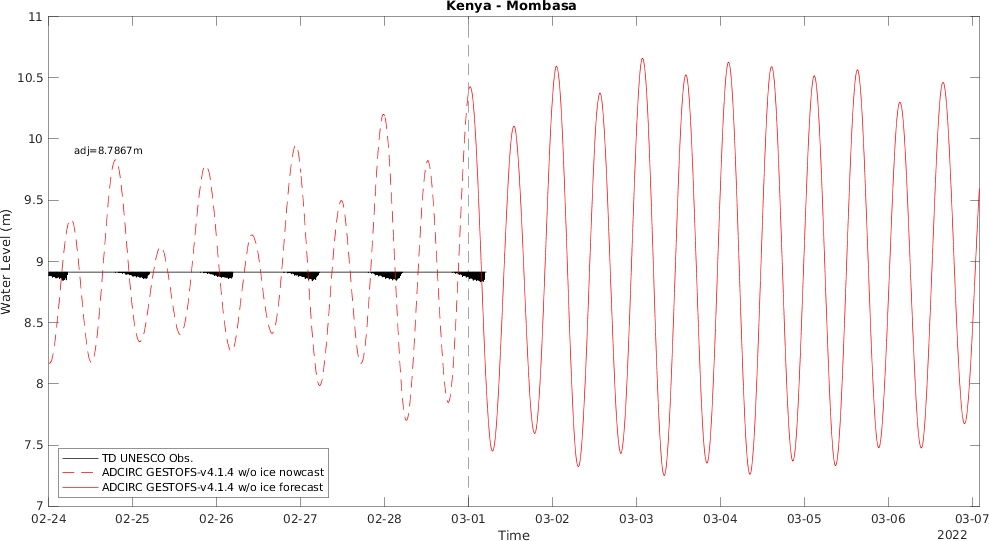 Kenya - Mombasa
11
10.5
10
9.5
9
8.5
8
7.5
7
Water Level (m)
adj=8.7867m
TD UNESCO Obs.
ADCIRC GESTOFS-v4.1.4 w/o ice nowcast
ADCIRC GESTOFS-v4.1.4 w/o ice forecast
02-24 02-25 02-26 02-27 02-28 03-01 03-02 03-03 03-04 03-05 03-06 03-07
Time
2022